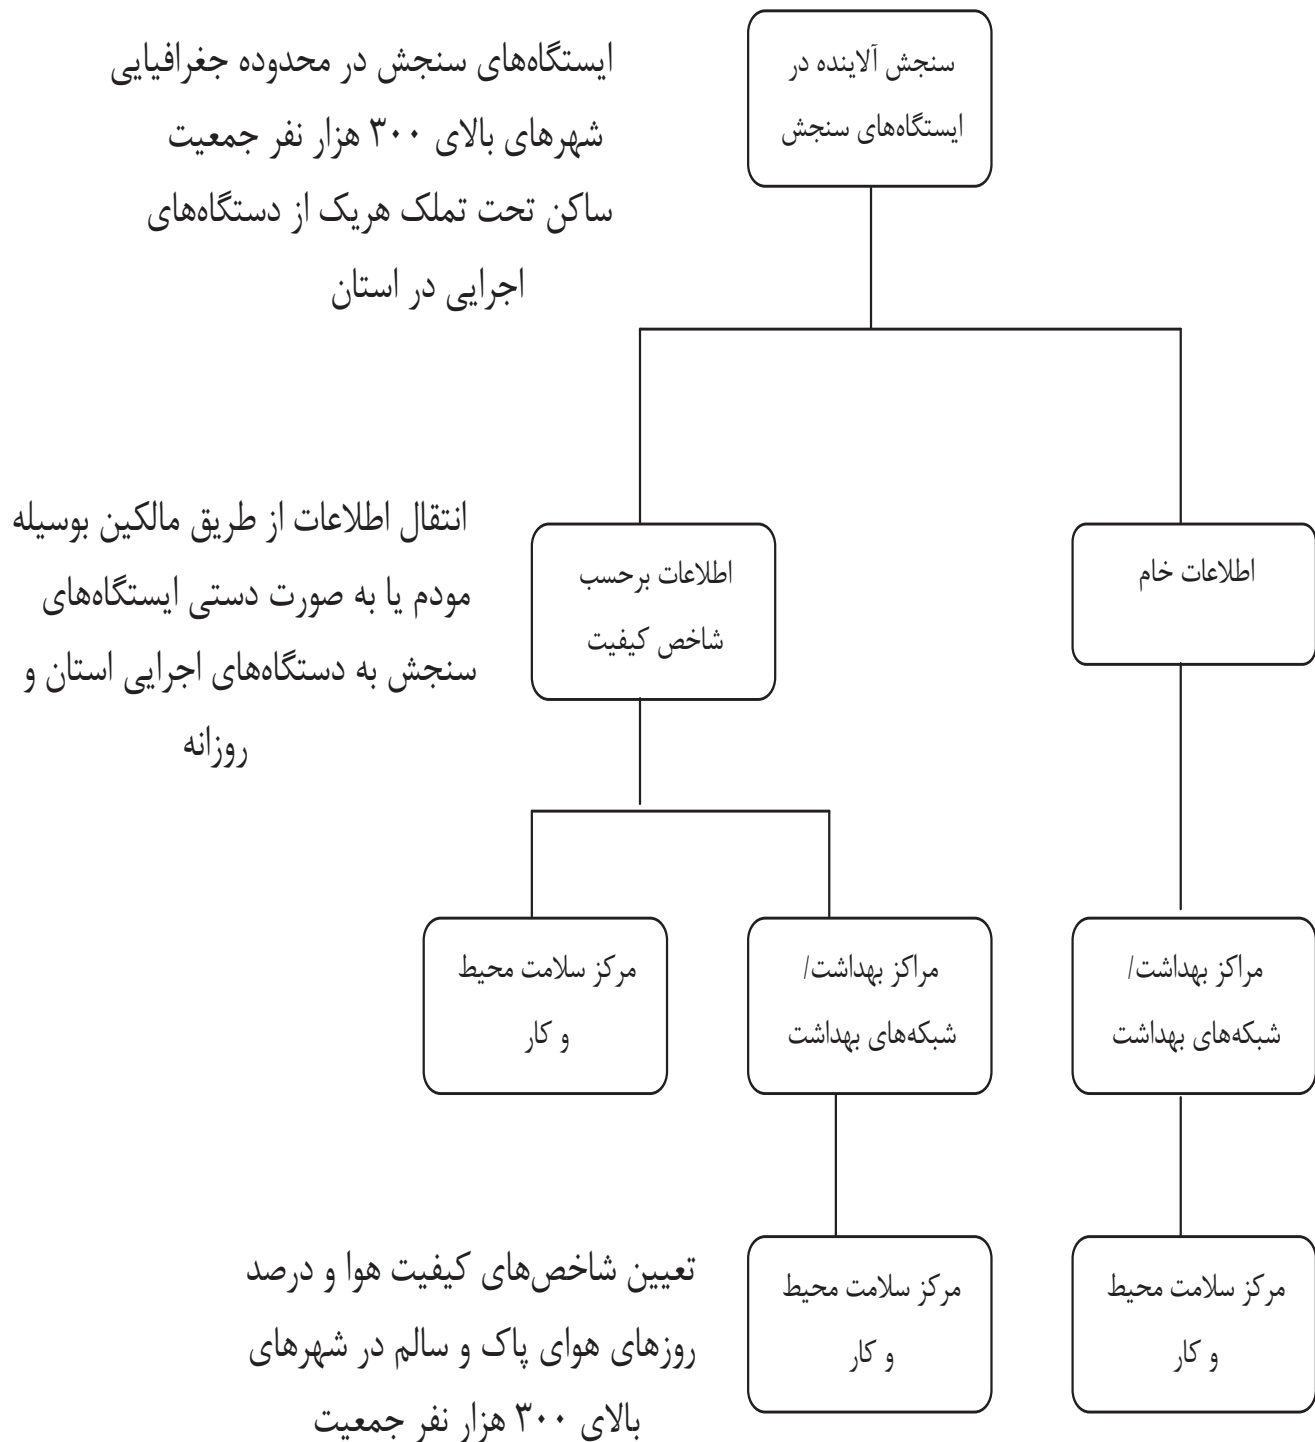 سنجش آلاینده در
ایستگاه‌های سنجش
ایستگاه‌های سنجش در محدوده جغرافیایی
شهرهای بالای ۳۰۰ هزار نفر جمعیت
ساکن تحت تملک هریک از دستگاه‌های
اجرایی در استان
اطلاعات خام
اطلاعات برحسب
شاخص کیفیت
انتقال اطلاعات از طریق مالکین بوسیله
مودم یا به صورت دستی ایستگاه‌های
سنجش به دستگاه‌های اجرایی استان و
روزانه
مراکز بهداشت/
شبکه‌های بهداشت
مراکز بهداشت/
شبکه‌های بهداشت
مرکز سلامت محیط
و کار
مرکز سلامت محیط
و کار
مرکز سلامت محیط
و کار
تعیین شاخص‌های کیفیت هوا و درصد
روزهای هوای پاک و سالم در شهرهای
بالای ۳۰۰ هزار نفر جمعیت